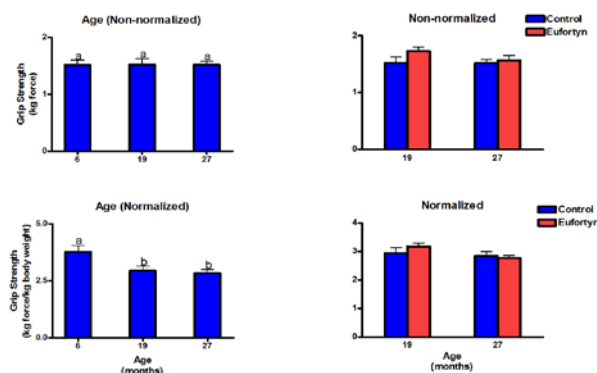 Age (Non-normalized)
Grip Strength
(kg force)
2
1
0
a
a
a
6
19
27
Non-normalized
Control
Eufortyn
2
1
0
19
27
Age (Normalized)
Grip Strength
(kg force/kg body weight)
5.0
2.5
0.0
a
b
b
6
19
27
Age
(months)
Normalized
Control
Eufortyn
4
3
2
1
0
19
27
Age
(months)